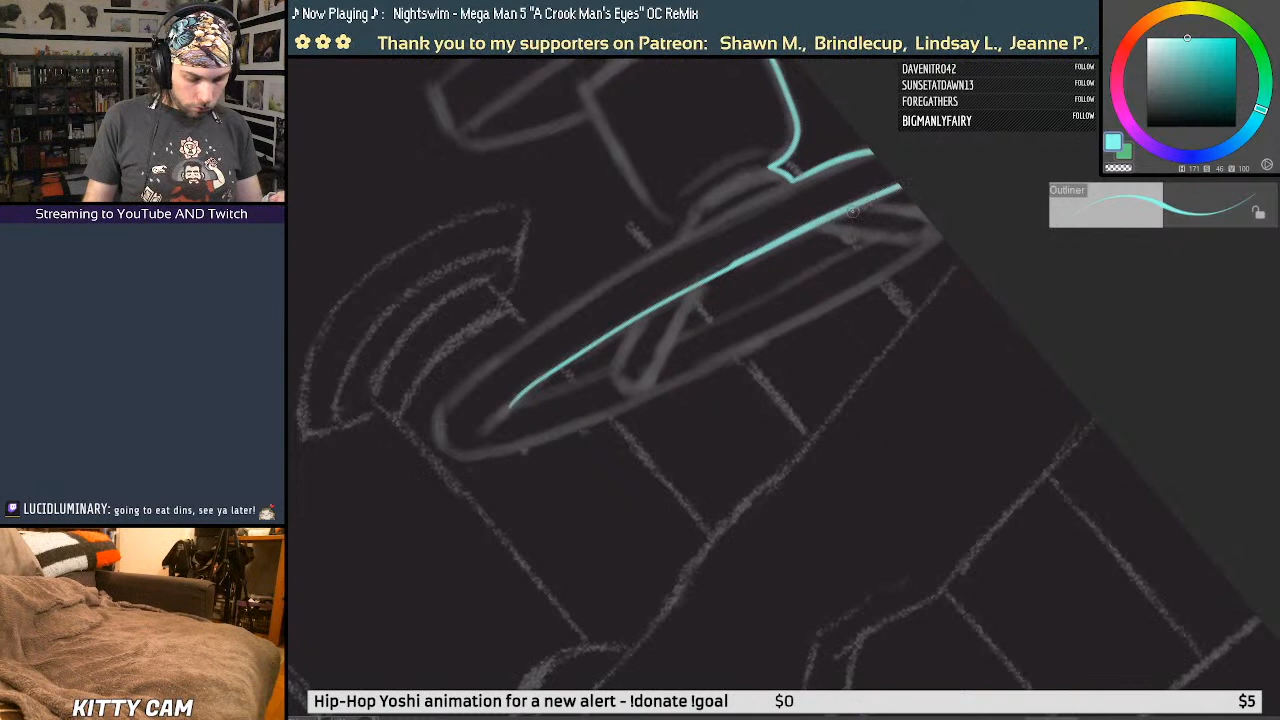 ♪ Now Playing ♪: Nightswim - Mega Man 5 "A Crook Man's Eyes" OC ReMix
Thank you to my supporters on Patreon: Shawn M., Brindlecup, Lindsay L., Jeanne P.
DAVENITRO42 FOLLOW
SUNSETATDAWN13 FOLLOW
FOREGATHERS FOLLOW
BIGMANLYFAIRY FOLLOW
H 171 S 46 V 100
Outliner
Streaming to YouTube AND Twitch
LUCIDLUMINARY: going to eat dins, see ya later!
KITTY CAM
Hip-Hop Yoshi animation for a new alert - !donate !goal $0 $5